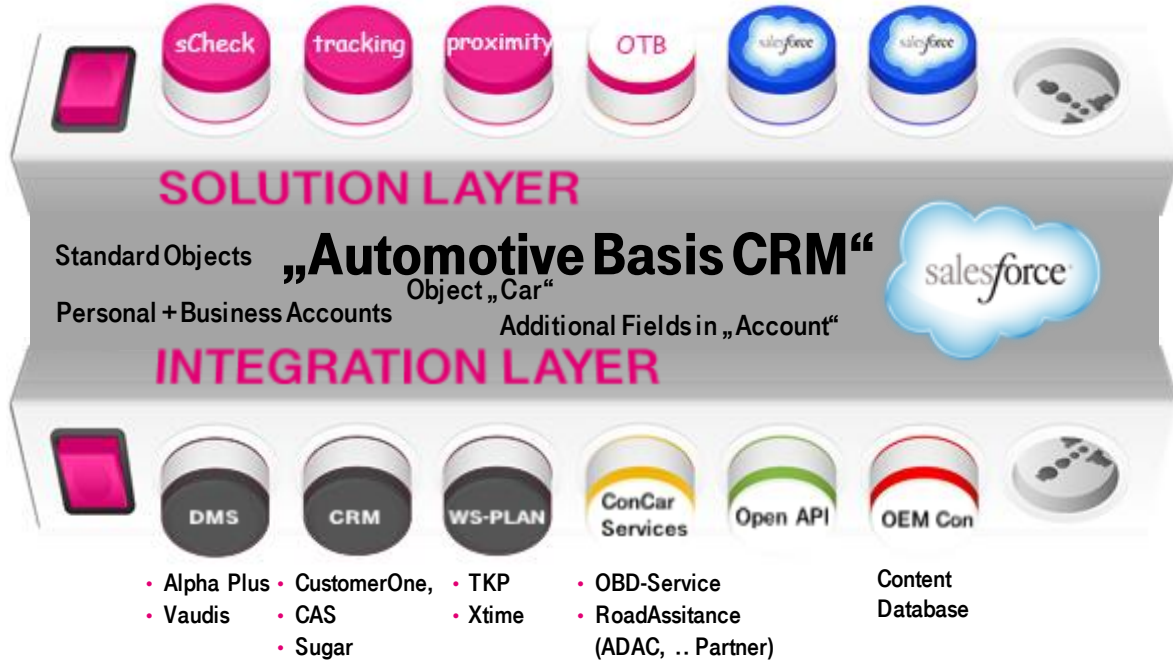 sCheck
tracking
proximity
OTB
salesforce
salesforce
SOLUTION LAYER
Standard Objects
„Automotive Basis CRM“
Object „Car“
Personal + Business Accounts
Additional Fields in „Account“
salesforce
INTEGRATION LAYER
DMS
CRM
WS-PLAN
ConCar
Services
Open API
OEM Con
• Alpha Plus
• Vaudis
• CustomerOne,
• CAS
• Sugar
• TKP
• Xtime
• OBD-Service
• RoadAssitance
(ADAC, .. Partner)
Content
Database